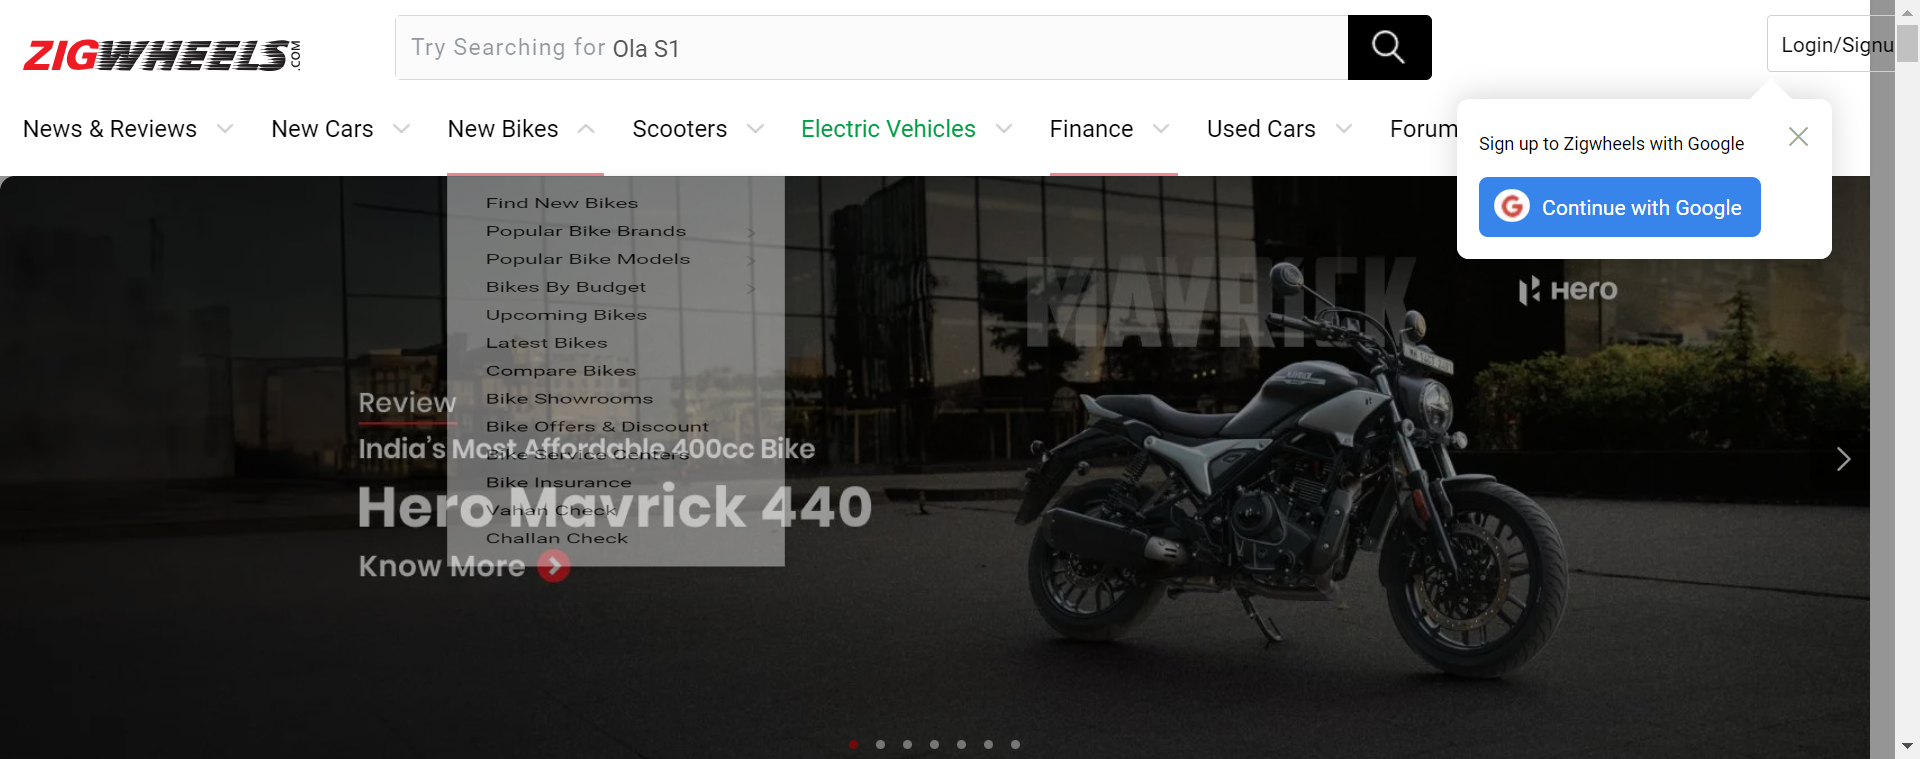 ZIGWHEELS.COM
Try Searching for Ola S1
Login/Signu
News & Reviews
New Cars
New Bikes
Scooters
Electric Vehicles
Finance
Used Cars
Forum
Sign up to Zigwheels with Google
Continue with Google
Find New Bikes
Popular Bike Brands
Popular Bike Models
Bikes By Budget
Upcoming Bikes
Latest Bikes
Compare Bikes
Bike Showrooms
Bike Offers & Discount
Bike Service Centers
Bike Insurance
Vahan Check
Challan Check
MAVRICK
Hero
Review
India's Most Affordable 400cc Bike
Hero Mavrick 440
Know More